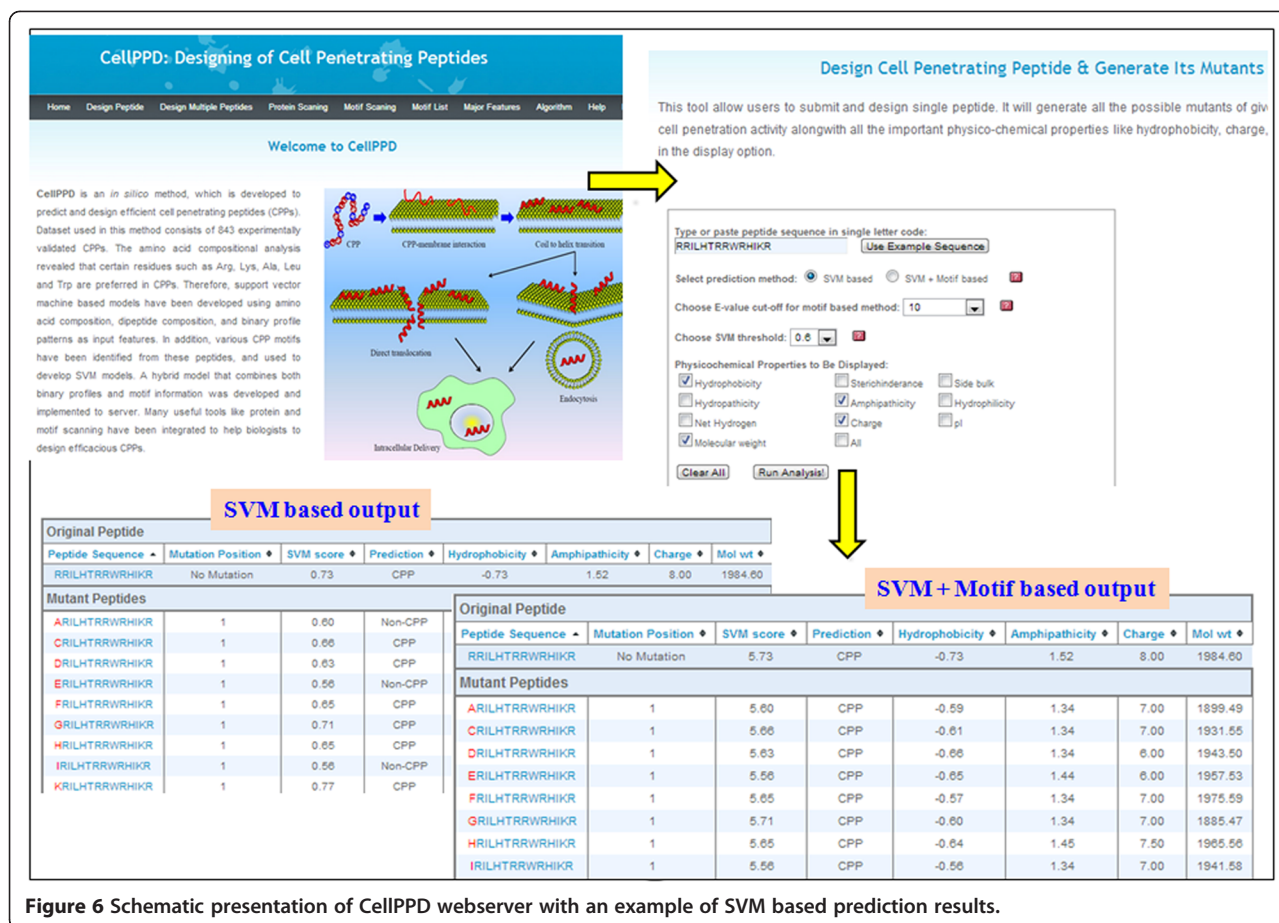 CellPPD: Designing of Cell Penetrating Peptides
Home Design Peptide Design Multiple Peptides Protein Scaning Motif Scaning Motif List Major Features Algorithm Help
Welcome to CellPPD
CellPPD is an in silico method, which is developed to
predict and design efficient cell penetrating peptides (CPPs).
Dataset used in this method consists of 843 experimentally
validated CPPs. The amino acid compositional analysis
revealed that certain residues such as Arg, Lys, Ala, Leu
and Trp are preferred in CPPs. Therefore, support vector
machine based models have been developed using amino
acid composition, dipeptide composition, and binary profile
patterns as input features. In addition, various CPP motifs
have been identified from these peptides, and used to
develop SVM models. A hybrid model that combines both
binary profiles and motif information was developed and
implemented to server. Many useful tools like protein and
motif scanning have been integrated to help biologists to
design efficacious CPPs.
CPP CPP-membrane interaction Coil to helix transition
Direct translocation
Endocytosis
Intracellular Delivery
Design Cell Penetrating Peptide & Generate Its Mutants
This tool allow users to submit and design single peptide. It will generate all the possible mutants of giv
cell penetration activity alongwith all the important physico-chemical properties like hydrophobicity, charge,
in the display option.
Type or paste peptide sequence in single letter code:
RRILHTRRWRHIKR Use Example Sequence
Select prediction method: SVM based SVM + Motif based ?
Choose E-value cut-off for motif based method: 10 ?
Choose SVM threshold: 0.6 ?
Physicochemical Properties to Be Displayed:
Hydrophobicity Sterichinderance Side bulk
Hydropathicity Amphipathicity Hydrophilicity
Net Hydrogen Charge pI
Molecular weight All
Clear All Run Analysis!
SVM based output
Original Peptide
Peptide Sequence Mutation Position SVM score Prediction Hydrophobicity Amphipathicity Charge Mol wt
RRILHTRRWRHIKR No Mutation 0.73 CPP -0.73 1.52 8.00 1984.60
Mutant Peptides
ARILHTRRWRHIKR 1 0.60 Non-CPP
CRILHTRRWRHIKR 1 0.66 CPP
DRILHTRRWRHIKR 1 0.63 CPP
ERILHTRRWRHIKR 1 0.56 Non-CPP
FRILHTRRWRHIKR 1 0.65 CPP
GRILHTRRWRHIKR 1 0.71 CPP
HRILHTRRWRHIKR 1 0.65 CPP
IRILHTRRWRHIKR 1 0.56 Non-CPP
KRILHTRRWRHIKR 1 0.77 CPP
SVM + Motif based output
Original Peptide
Peptide Sequence Mutation Position SVM score Prediction Hydrophobicity Amphipathicity Charge Mol wt
RRILHTRRWRHIKR No Mutation 5.73 CPP -0.73 1.52 8.00 1984.60
Mutant Peptides
ARILHTRRWRHIKR 1 5.60 CPP -0.59 1.34 7.00 1899.49
CRILHTRRWRHIKR 1 5.66 CPP -0.61 1.34 7.00 1931.55
DRILHTRRWRHIKR 1 5.63 CPP -0.66 1.34 6.00 1943.50
ERILHTRRWRHIKR 1 5.56 CPP -0.65 1.44 6.00 1957.53
FRILHTRRWRHIKR 1 5.65 CPP -0.57 1.34 7.00 1975.59
GRILHTRRWRHIKR 1 5.71 CPP -0.60 1.34 7.00 1885.47
HRILHTRRWRHIKR 1 5.65 CPP -0.64 1.45 7.50 1965.56
IRILHTRRWRHIKR 1 5.56 CPP -0.56 1.34 7.00 1941.58
Figure 6 Schematic presentation of CellPPD webserver with an example of SVM based prediction results.